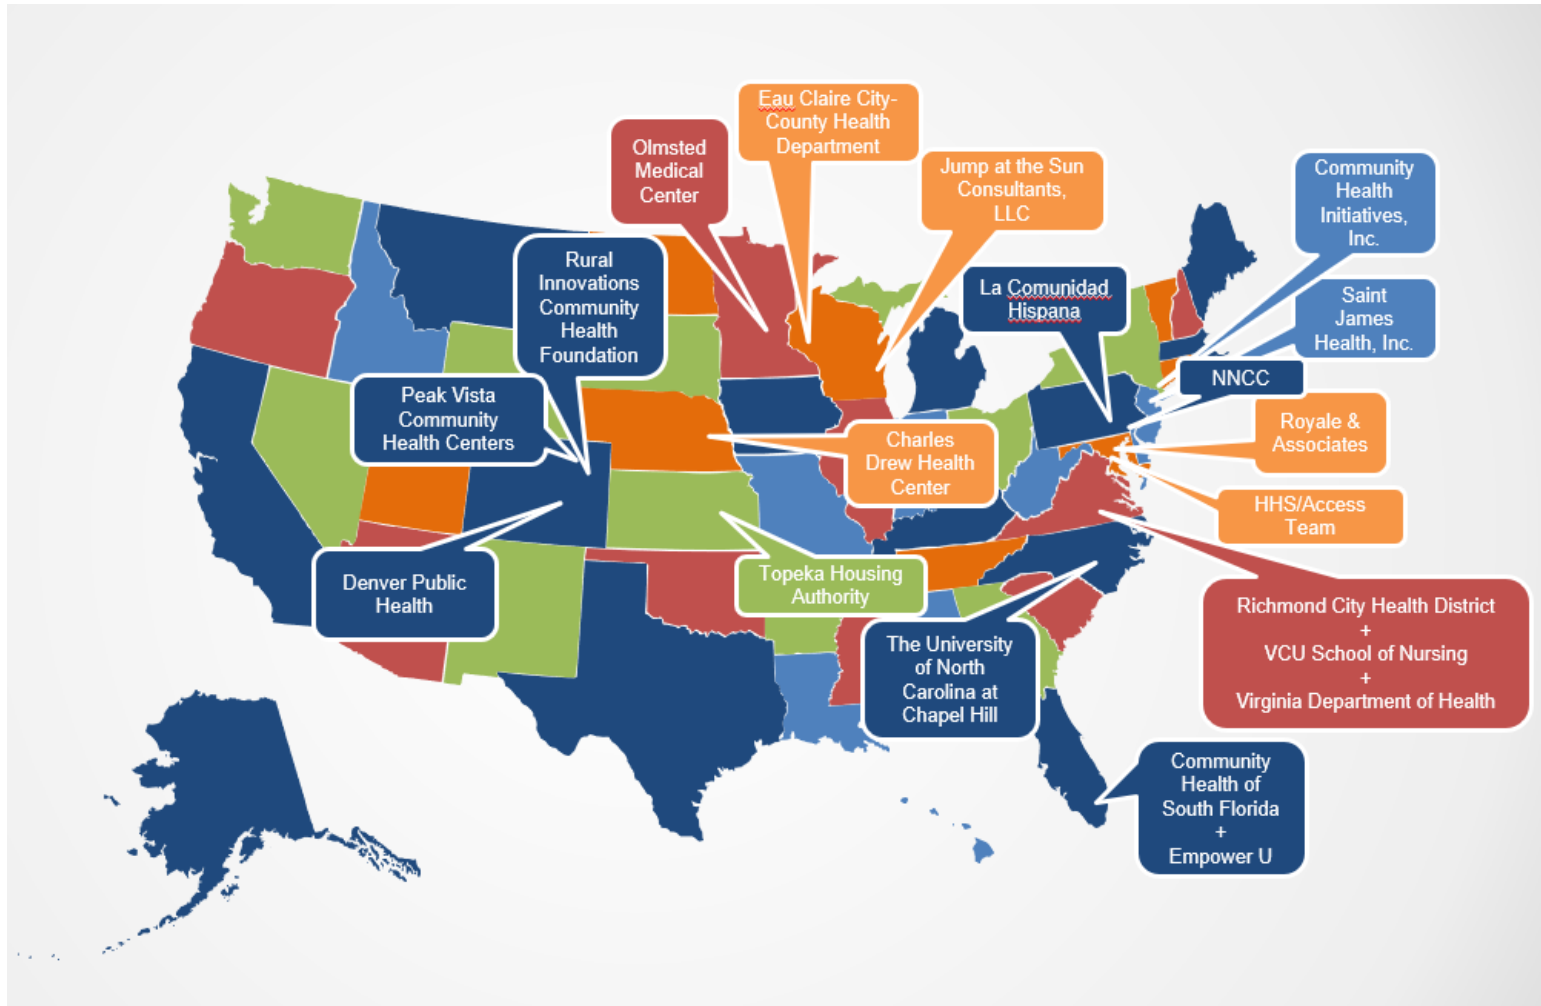 Eau Claire City-
County Health
Department
Olmsted
Medical
Center
Jump at the Sun
Consultants,
LLC
Community
Health
Initiatives,
Inc.
Rural
Innovations
Community
Health
Foundation
La Comunidad
Hispana
Saint
James
Health, Inc.
NNCC
Peak Vista
Community
Health Centers
Royale &
Associates
Charles
Drew Health
Center
HHS/Access
Team
Denver Public
Health
Topeka Housing
Authority
Richmond City Health District
+
VCU School of Nursing
+
Virginia Department of Health
The University
of North
Carolina at
Chapel Hill
Community
Health of
South Florida
+
Empower U